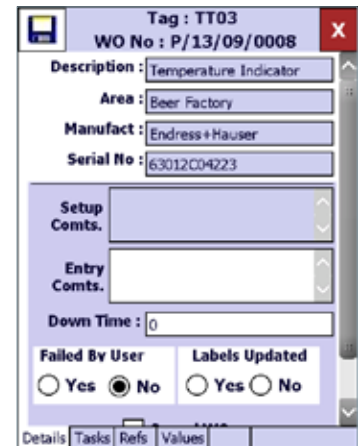 Tag : TT03
WO No : P/13/09/0008
X
Description : Temperature Indicator
Area : Beer Factory
Manufact : Endress+Hauser
Serial No : 63012C04223
Setup
Comts.
Entry
Comts.
Down Time : 0
Failed By User Labels Updated
Yes No Yes No
Details Tasks Refs Values